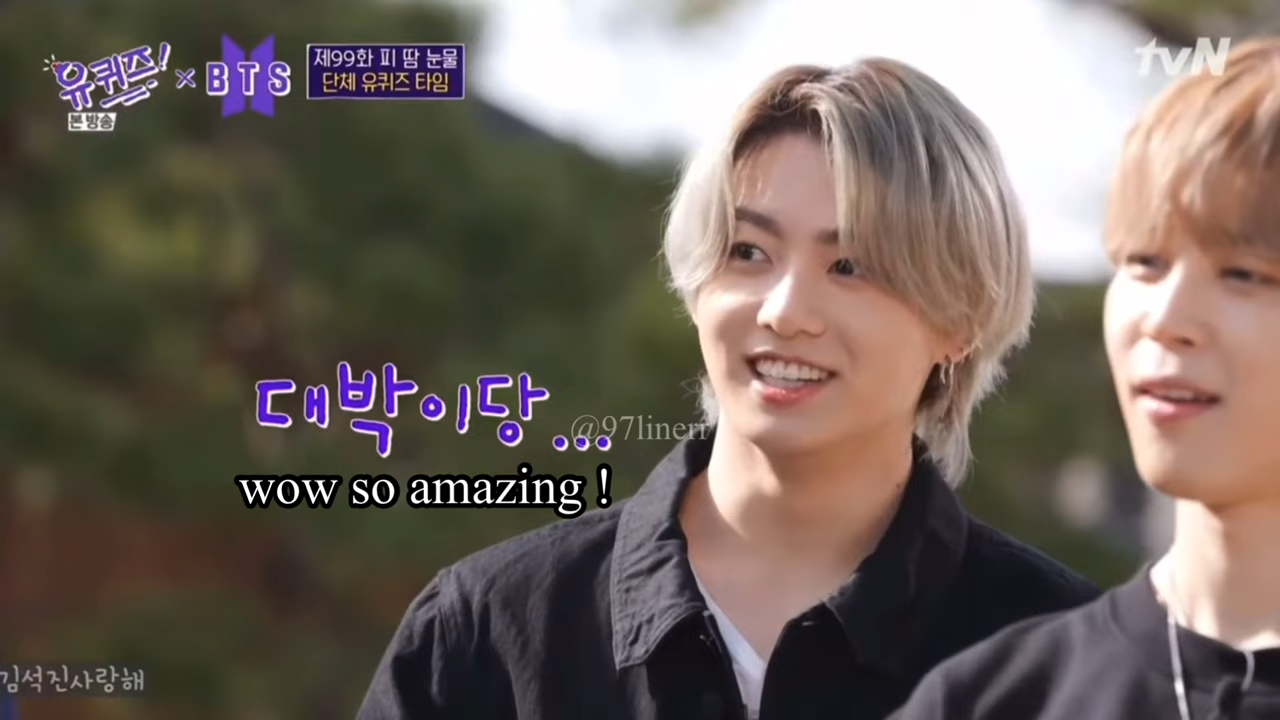 유퀴즈!
본 방송
×
BTS
제99화 피 땀 눈물
단체 유퀴즈 타임
tvN
대박이당...
@97linerr
wow so amazing !
김석진사랑해